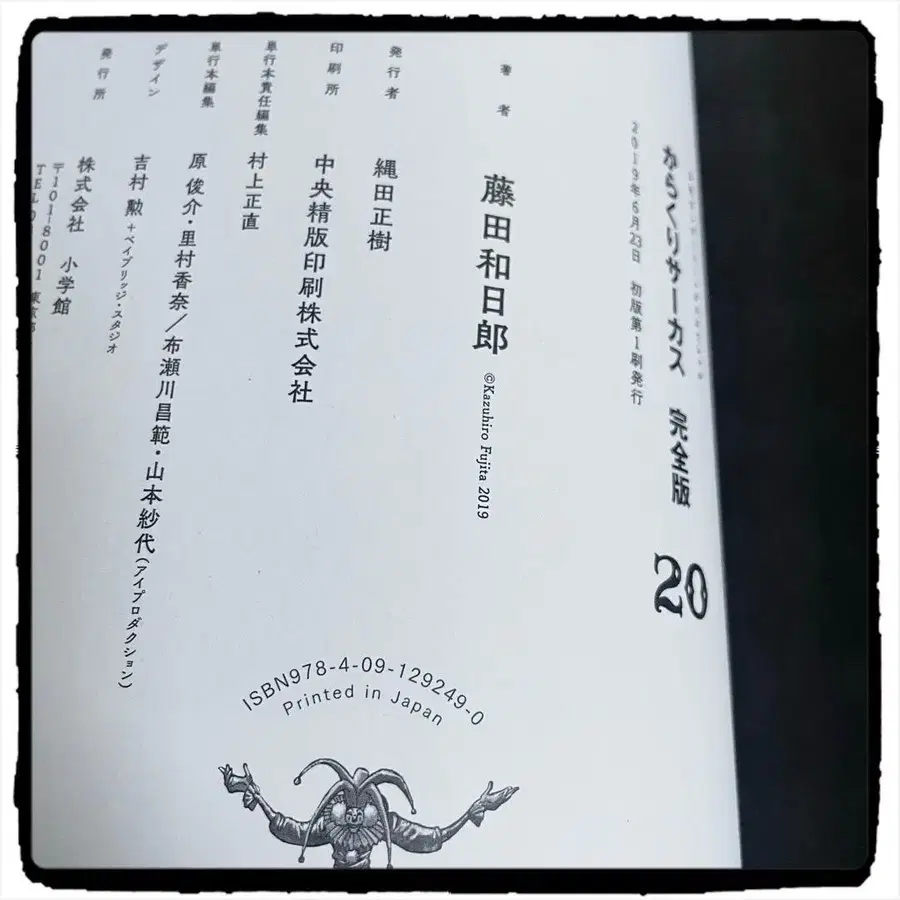 からくりサーカス 完全版 20
2019年6月23日 初版第1刷発行
著者 藤田和日郎 ©Kazuhiro Fujita 2019
発行者 縄田正樹
印刷所 中央精版印刷株式会社
単行本責任編集 村上正直
単行本編集 原 俊介・里村香奈／布瀬川昌範・山本紗代(アイプロダクション)
デザイン 吉村 勲+ベイブリッジ・スタジオ
発行所 株式会社 小学館
〒101-8001 東京都
TEL
ISBN978-4-09-129249-0
Printed in Japan